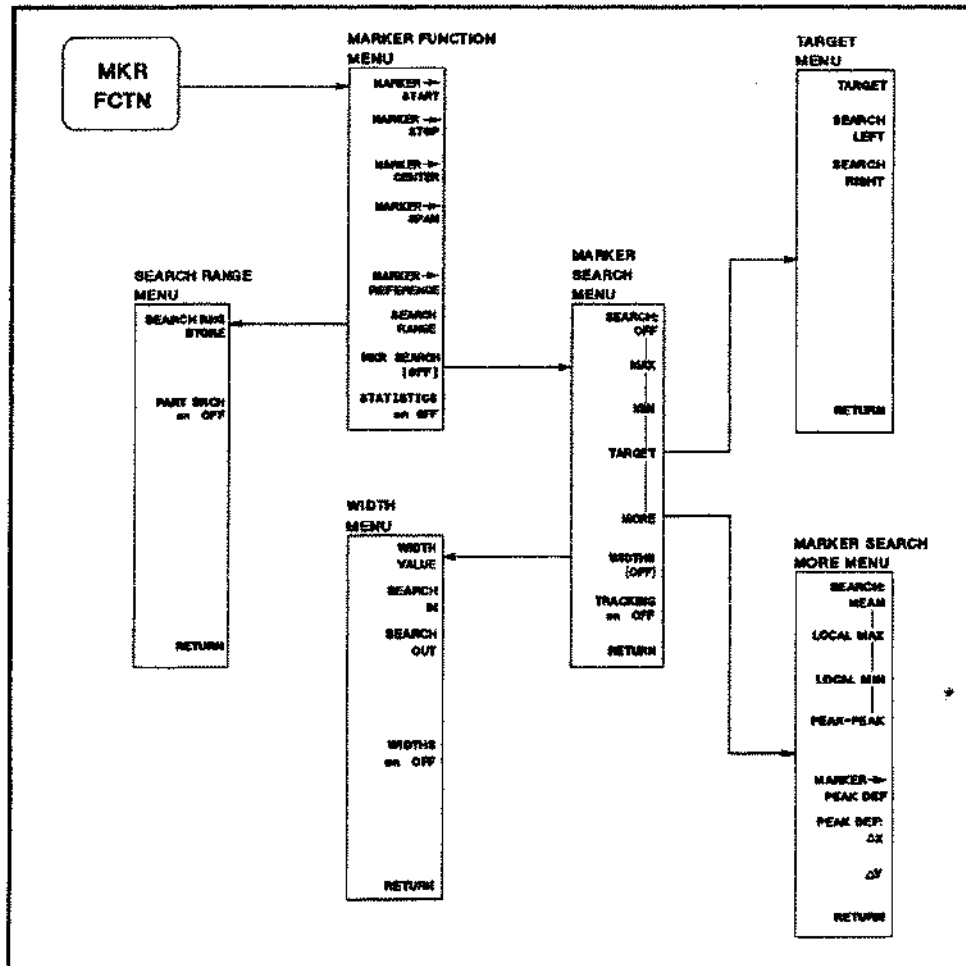 MKR
FCTN
MARKER FUNCTION
MENU
MARKER→
START
MARKER→
STOP
MARKER→
CENTER
MARKER→
SPAN
MARKER→
REFERENCE
SEARCH
RANGE
MKR SEARCH
[OFF]
STATISTICS
on OFF
TARGET
MENU
TARGET
SEARCH
LEFT
SEARCH
RIGHT
RETURN
SEARCH RANGE
MENU
SEARCH RNG
STORE
PART SRCH
on OFF
RETURN
MARKER
SEARCH
MENU
SEARCH:
OFF
MAX
MIN
TARGET
MORE
WIDTHS
[OFF]
TRACKING
on OFF
RETURN
WIDTH
MENU
WIDTH
VALUE
SEARCH
IN
SEARCH
OUT
WIDTHS
on OFF
RETURN
MARKER SEARCH
MORE MENU
SEARCH:
MEAN
LOCAL MAX
LOCAL MIN
PEAK-PEAK
MARKER→
PEAK DEF
PEAK DEF:
ΔX
ΔY
RETURN